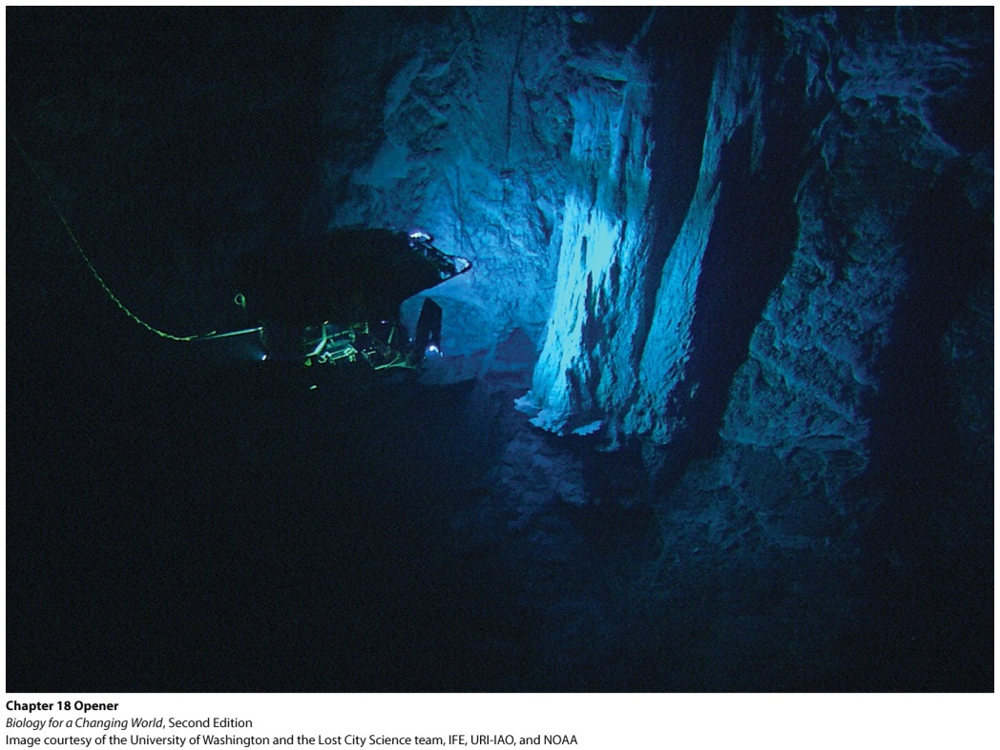 Chapter 18 Opener
Biology for a Changing World, Second Edition
Image courtesy of the University of Washington and the Lost City Science team, IFE, URI-IAO, and NOAA